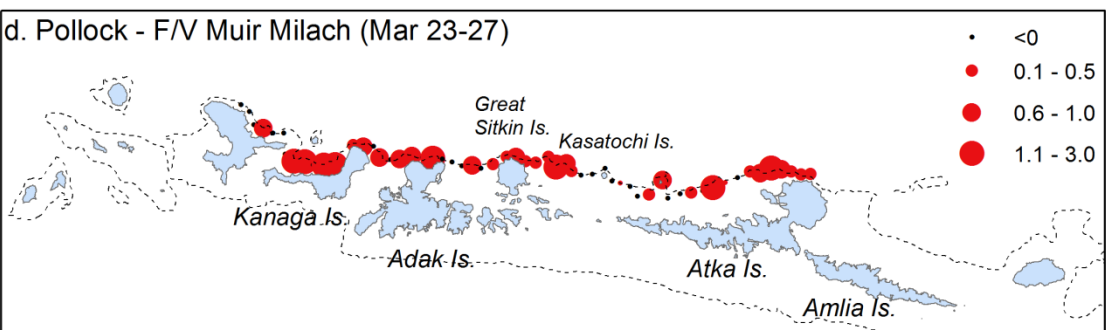 d. Pollock - F/V Muir Milach (Mar 23-27)
<0
0.1 - 0.5
0.6 - 1.0
1.1 - 3.0
Great
Sitkin Is.
Kasatochi Is.
Kanaga Is.
Adak Is.
Atka Is.
Amlia Is.